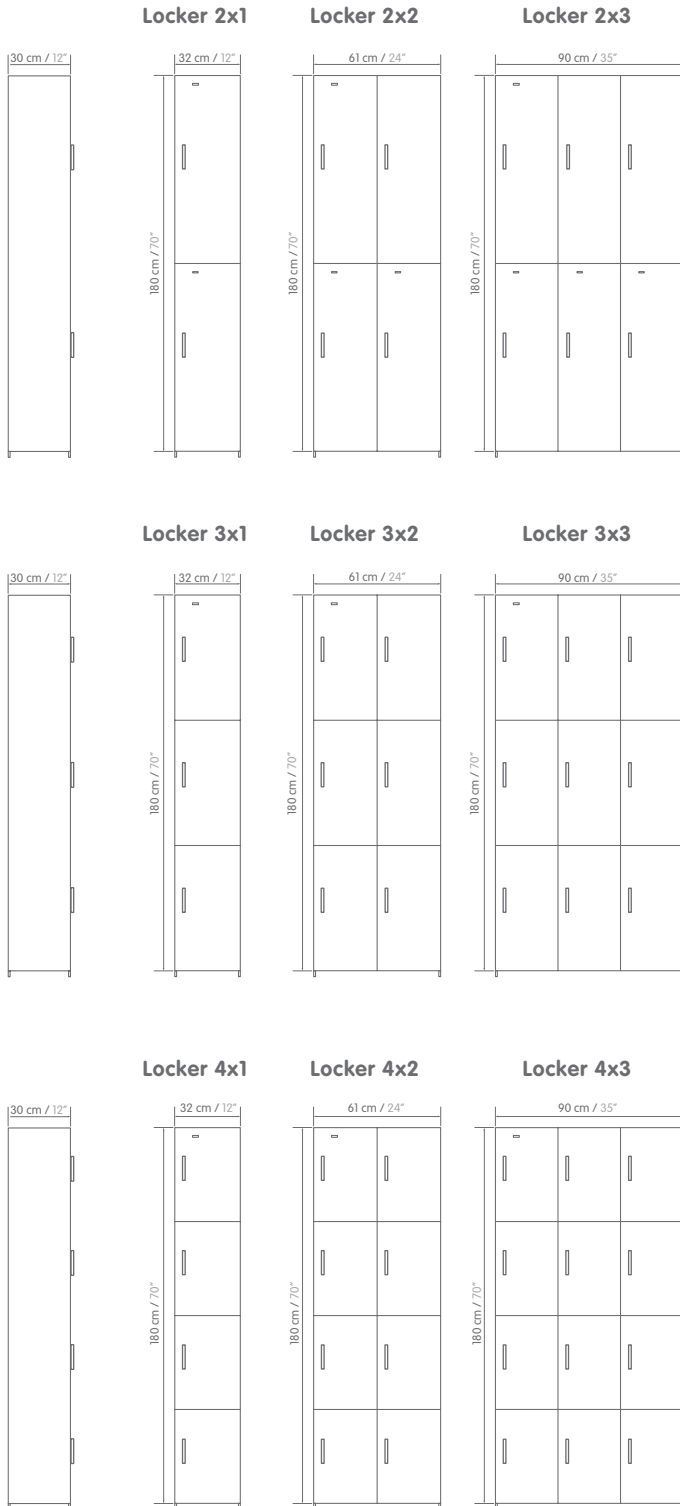 Locker 2x1 Locker 2x2 Locker 2x3
30 cm / 12” 32 cm / 12” 61 cm / 24” 90 cm / 35”
180 cm / 70” 180 cm / 70” 180 cm / 70”
Locker 3x1 Locker 3x2 Locker 3x3
30 cm / 12” 32 cm / 12” 61 cm / 24” 90 cm / 35”
180 cm / 70” 180 cm / 70” 180 cm / 70”
Locker 4x1 Locker 4x2 Locker 4x3
30 cm / 12” 32 cm / 12” 61 cm / 24” 90 cm / 35”
180 cm / 70” 180 cm / 70” 180 cm / 70”